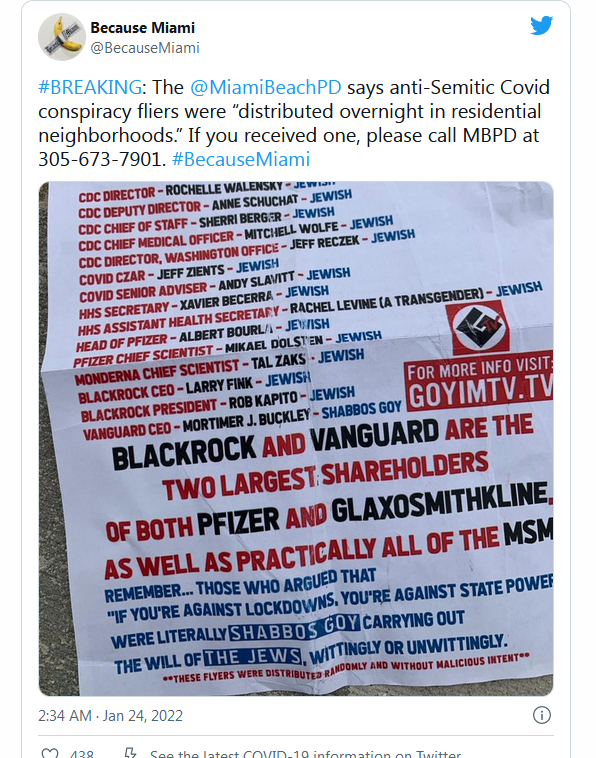 Because Miami
@BecauseMiami
#BREAKING: The @MiamiBeachPD says anti-Semitic Covid
conspiracy fliers were “distributed overnight in residential
neighborhoods.” If you received one, please call MBPD at
305-673-7901. #BecauseMiami
CDC DIRECTOR – ROCHELLE WALENSKY – JEWISH
CDC DEPUTY DIRECTOR – ANNE SCHUCHAT – JEWISH
CDC CHIEF OF STAFF – SHERRI BERGER – JEWISH
CDC CHIEF MEDICAL OFFICER – MITCHELL WOLFE – JEWISH
CDC DIRECTOR, WASHINGTON OFFICE – JEFF RECZEK – JEWISH
COVID CZAR – JEFF ZIENTS – JEWISH
COVID SENIOR ADVISER – ANDY SLAVITT – JEWISH
HHS SECRETARY – XAVIER BECERRA – JEWISH
HHS ASSISTANT HEALTH SECRETARY – RACHEL LEVINE (A TRANSGENDER) – JEWISH
HEAD OF PFIZER – ALBERT BOURLA – JEWISH
PFIZER CHIEF SCIENTIST – MIKAEL DOLSTEN – JEWISH
MONDERNA CHIEF SCIENTIST – TAL ZAKS – JEWISH
BLACKROCK CEO – LARRY FINK – JEWISH
BLACKROCK PRESIDENT – ROB KAPITO – JEWISH
VANGUARD CEO – MORTIMER J. BUCKLEY – SHABBOS GOY
FOR MORE INFO VISIT:
GOYIMTV.TV
BLACKROCK AND VANGUARD ARE THE
TWO LARGEST SHAREHOLDERS
OF BOTH PFIZER AND GLAXOSMITHKLINE,
AS WELL AS PRACTICALLY ALL OF THE MSM
REMEMBER... THOSE WHO ARGUED THAT
"IF YOU'RE AGAINST LOCKDOWNS, YOU'RE AGAINST STATE POWER
WERE LITERALLY SHABBOS GOY CARRYING OUT
THE WILL OF THE JEWS, WITTINGLY OR UNWITTINGLY.
**THESE FLYERS WERE DISTRIBUTED RANDOMLY AND WITHOUT MALICIOUS INTENT**
2:34 AM · Jan 24, 2022
438 See the latest COVID-19 information on Twitter